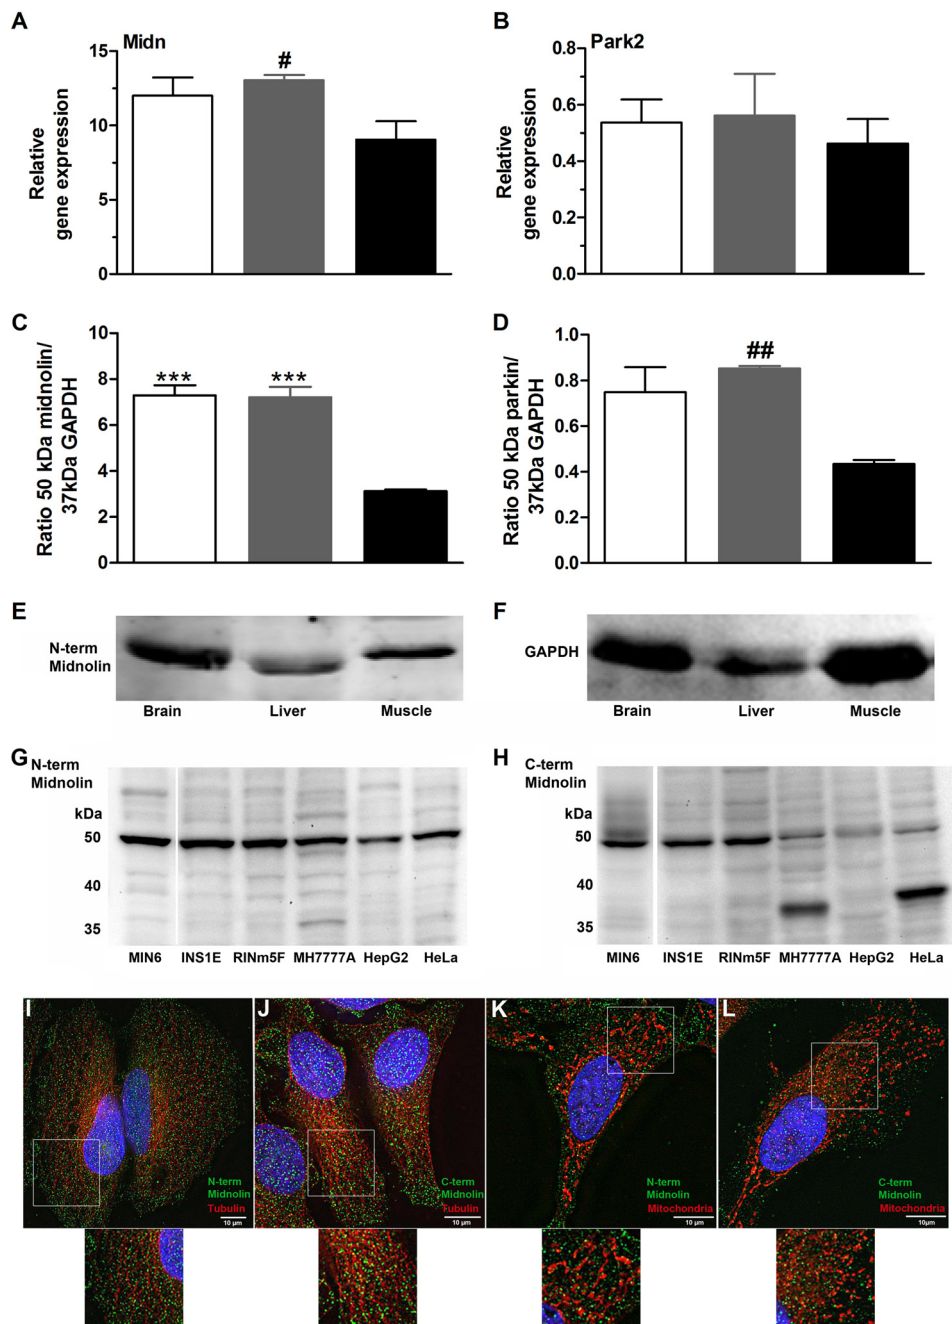 A
Midn
Relative
gene expression
15
#
10
5
0
B
Park2
Relative
gene expression
0.8
0.6
0.4
0.2
0.0
C
Ratio 50 kDa midnolin/
37kDa GAPDH
10
8
6
4
2
0
***
***
D
Ratio 50 kDa parkin/
37kDa GAPDH
1.0
0.8
0.6
0.4
0.2
0.0
##
E
N-term
Midnolin
Brain Liver Muscle
F
GAPDH
Brain Liver Muscle
G
N-term
Midnolin
kDa
50
40
35
MIN6 INS1E RINm5F MH7777A HepG2 HeLa
H
C-term
Midnolin
kDa
50
40
35
MIN6 INS1E RINm5F MH7777A HepG2 HeLa
I
N-term
Midnolin
Tubulin
10 µm
J
C-term
Midnolin
Tubulin
10 µm
K
N-term
Midnolin
Mitochondria
10 µm
L
C-term
Midnolin
Mitochondria
10 µm